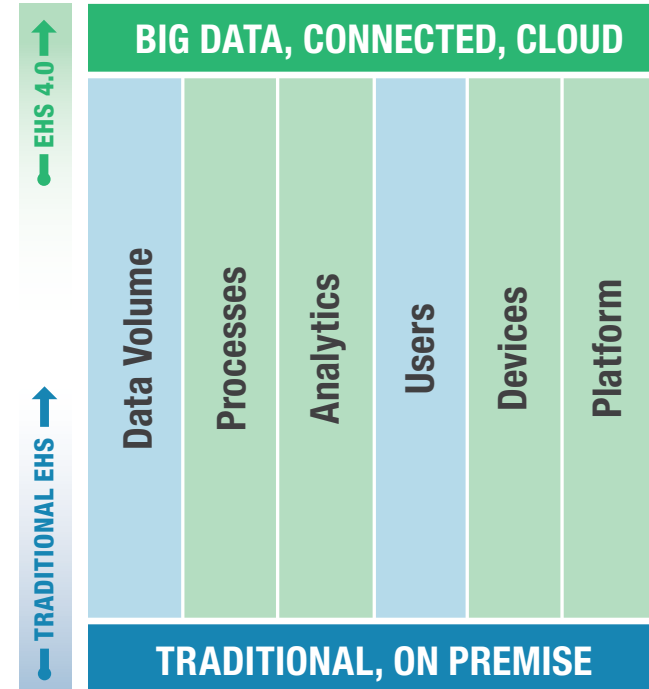 EHS 4.0
TRADITIONAL EHS
BIG DATA, CONNECTED, CLOUD
Data Volume
Processes
Analytics
Users
Devices
Platform
TRADITIONAL, ON PREMISE